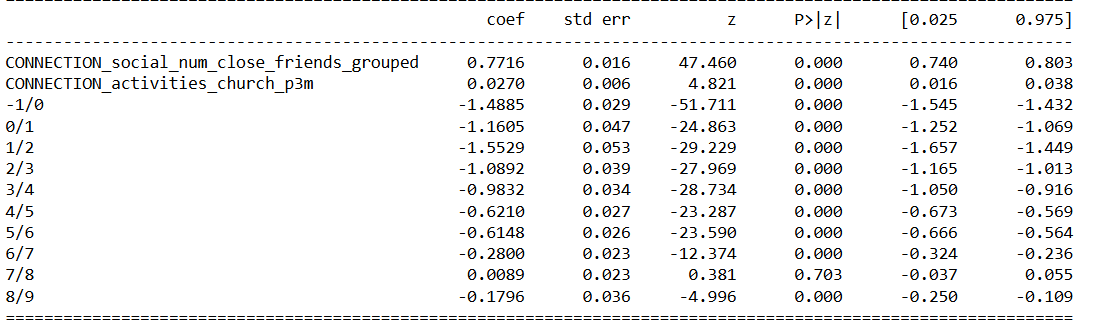 coef std err z P>|z| [0.025 0.975]
CONNECTION_social_num_close_friends_grouped 0.7716 0.016 47.460 0.000 0.740 0.803
CONNECTION_activities_church_p3m 0.0270 0.006 4.821 0.000 0.016 0.038
-1/0 -1.4885 0.029 -51.711 0.000 -1.545 -1.432
0/1 -1.1605 0.047 -24.863 0.000 -1.252 -1.069
1/2 -1.5529 0.053 -29.229 0.000 -1.657 -1.449
2/3 -1.0892 0.039 -27.969 0.000 -1.165 -1.013
3/4 -0.9832 0.034 -28.734 0.000 -1.050 -0.916
4/5 -0.6210 0.027 -23.287 0.000 -0.673 -0.569
5/6 -0.6148 0.026 -23.590 0.000 -0.666 -0.564
6/7 -0.2800 0.023 -12.374 0.000 -0.324 -0.236
7/8 0.0089 0.023 0.381 0.703 -0.037 0.055
8/9 -0.1796 0.036 -4.996 0.000 -0.250 -0.109